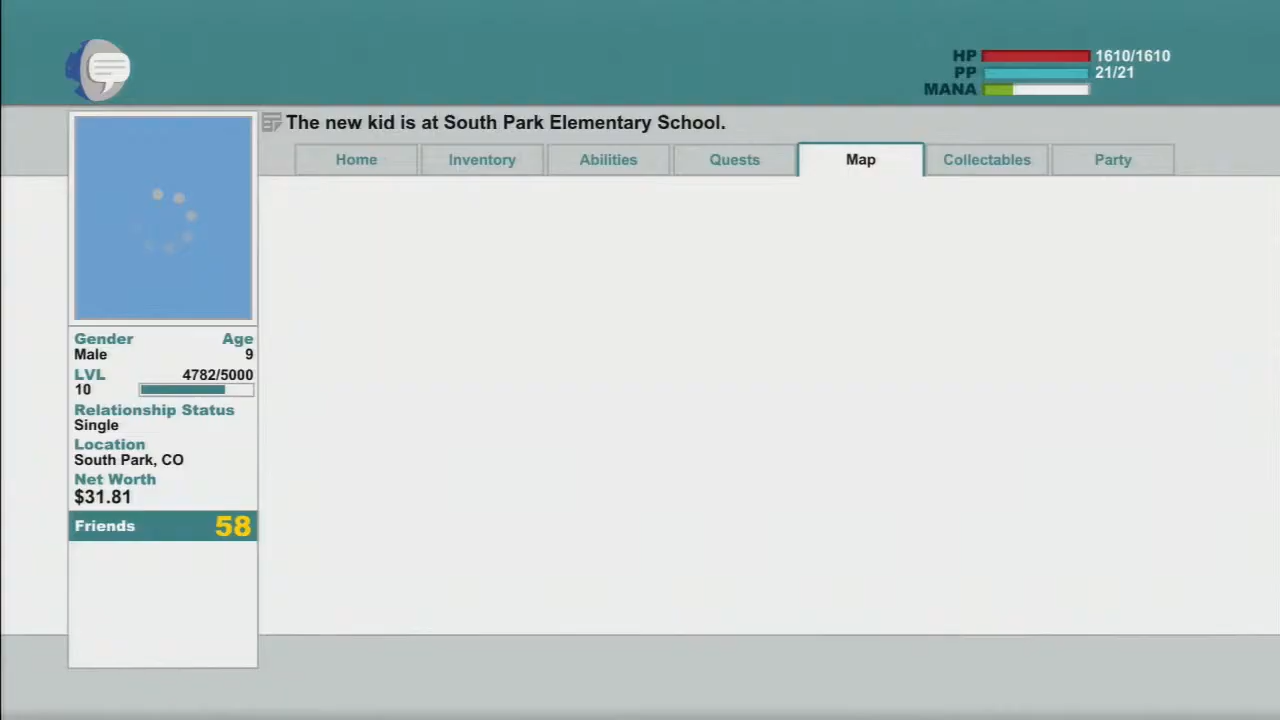 HP 1610/1610
PP 21/21
MANA
The new kid is at South Park Elementary School.
Home Inventory Abilities Quests Map Collectables Party
Gender Age
Male 9
LVL 4782/5000
10
Relationship Status
Single
Location
South Park, CO
Net Worth
$31.81
Friends 58